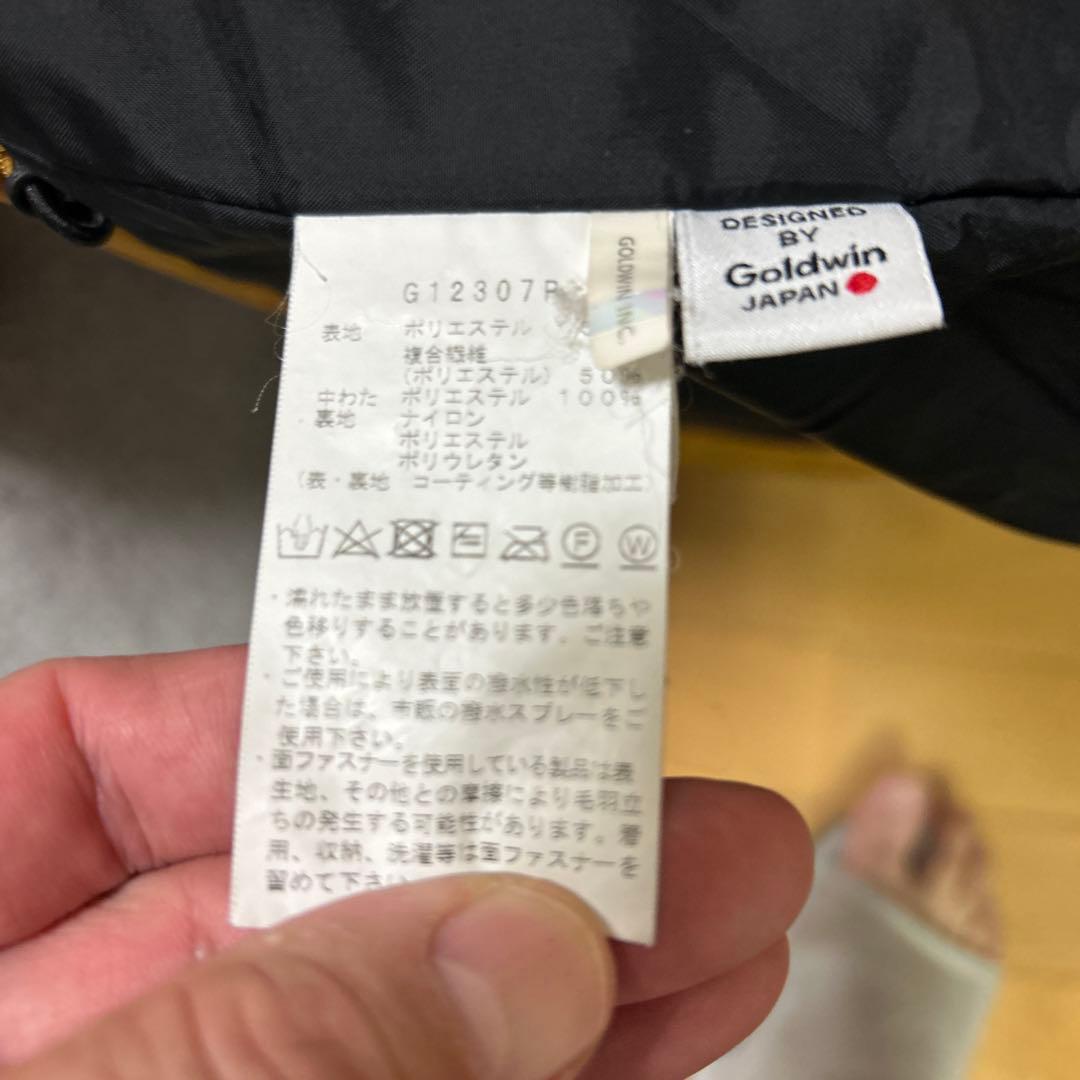 G12307P
表地 ポリエステル
複合繊維
(ポリエステル) 50%
中わた ポリエステル 100%
裏地 ナイロン
ポリエステル
ポリウレタン
(表・裏地 コーティング等樹脂加工)
F W
・濡れたまま放置すると多少色落ちや
色移りすることがあります。ご注意
下さい。
・ご使用により表面の撥水性が低下し
た場合は、市販の撥水スプレーをご
使用下さい。
・面ファスナーを使用している製品は表
生地、その他との摩擦により毛羽立
ちの発生する可能性があります。着
用、収納、洗濯等は面ファスナーを
留めて下さい
GOLDWIN INC.
DESIGNED
BY
Goldwin
JAPAN